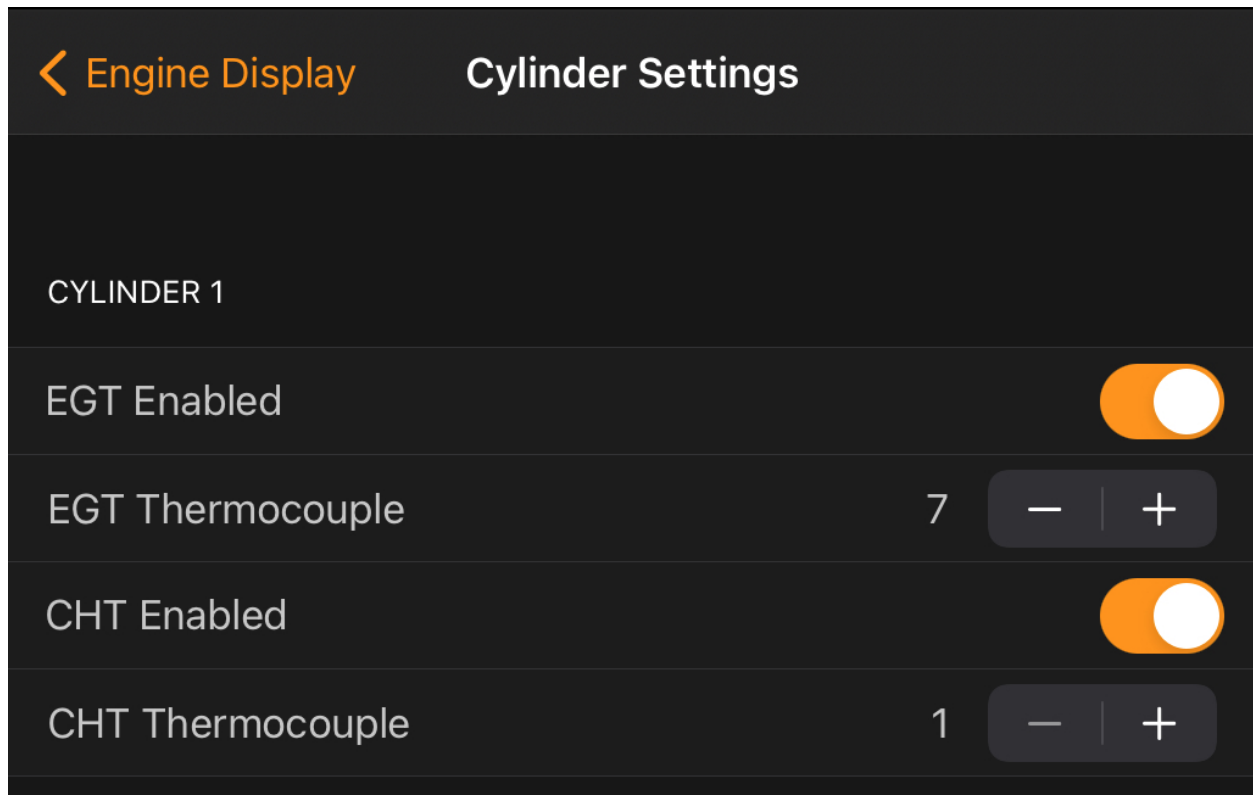 Engine Display Cylinder Settings
CYLINDER 1
EGT Enabled
EGT Thermocouple 7 − +
CHT Enabled
CHT Thermocouple 1 − +